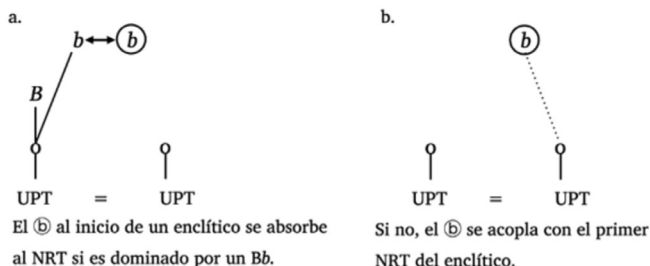 a.
b ↔ ⓑ
B
o o
UPT = UPT
El ⓑ al inicio de un enclítico se absorbe
al NRT si es dominado por un Bb.
b.
ⓑ
o o
UPT = UPT
Si no, el ⓑ se acopla con el primer
NRT del enclítico.